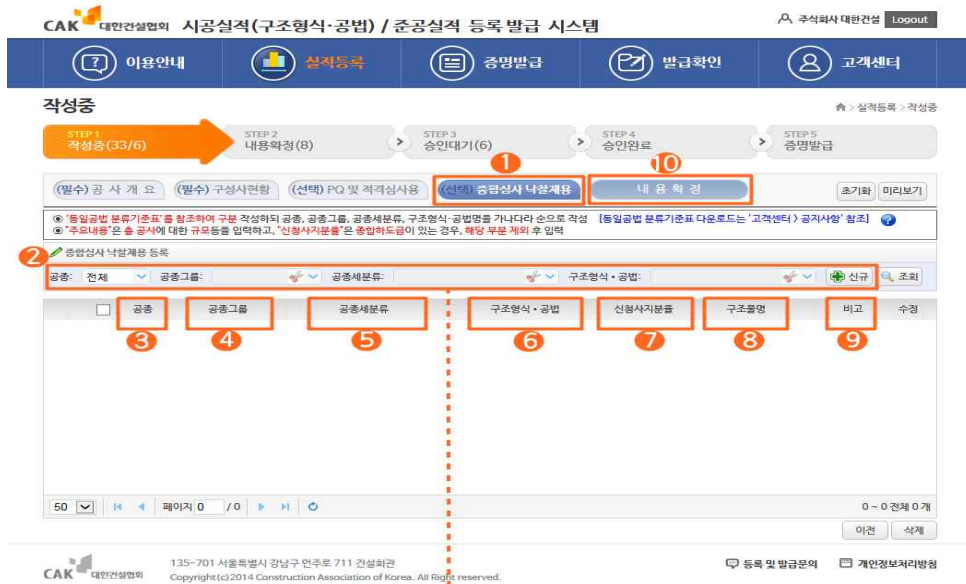 CAK 대한건설협회 시공실적(구조형식·공법) / 준공실적 등록 발급 시스템 주식회사 대한건설 Logout
이용안내 실적등록 증명발급 발급확인 고객센터
작성중 실적등록 > 작성중
STEP 1 STEP 2 STEP 3 STEP 4 STEP 5
작성중(33/6) 내용확정(8) > 승인대기(6) > 승인완료 > 증명발급
1 10
(필수) 공 사 개 요 (필수) 구성사현황 (선택) PQ 및 적격심사용 (선택) 종합심사 낙찰제용 내 용 확 정 초기화 미리보기
⊙ '동일공법 분류기준표'를 참조하여 구분 작성하되 공종, 공종그룹, 공종세분류, 구조형식·공법명를 가나다라 순으로 작성 [동일공법 분류기준표 다운로드는 '고객센터 > 공지사항' 참조] ?
⊙ "주요내용"은 총 공사에 대한 규모등을 입력하고, "신청사지분율"은 종합하도급이 있는 경우, 해당 부분 제외 후 입력
2 종합심사 낙찰제용 등록
공종: 전체 공종그룹: 공종세분류: 구조형식·공법: 신규 조회
공종 공종그룹 공종세분류 구조형식·공법 신청사지분율 구조물명 비고 수정
3 4 5 6 7 8 9
50 페이지 0 / 0 0 ~ 0 전체 0 개
이전 삭제
CAK 대한건설협회 135-701 서울특별시 강남구 언주로 711 건설회관 등록 및 발급문의 개인정보처리방침
Copyright(c)2014 Construction Association of Korea. All Right reserved.